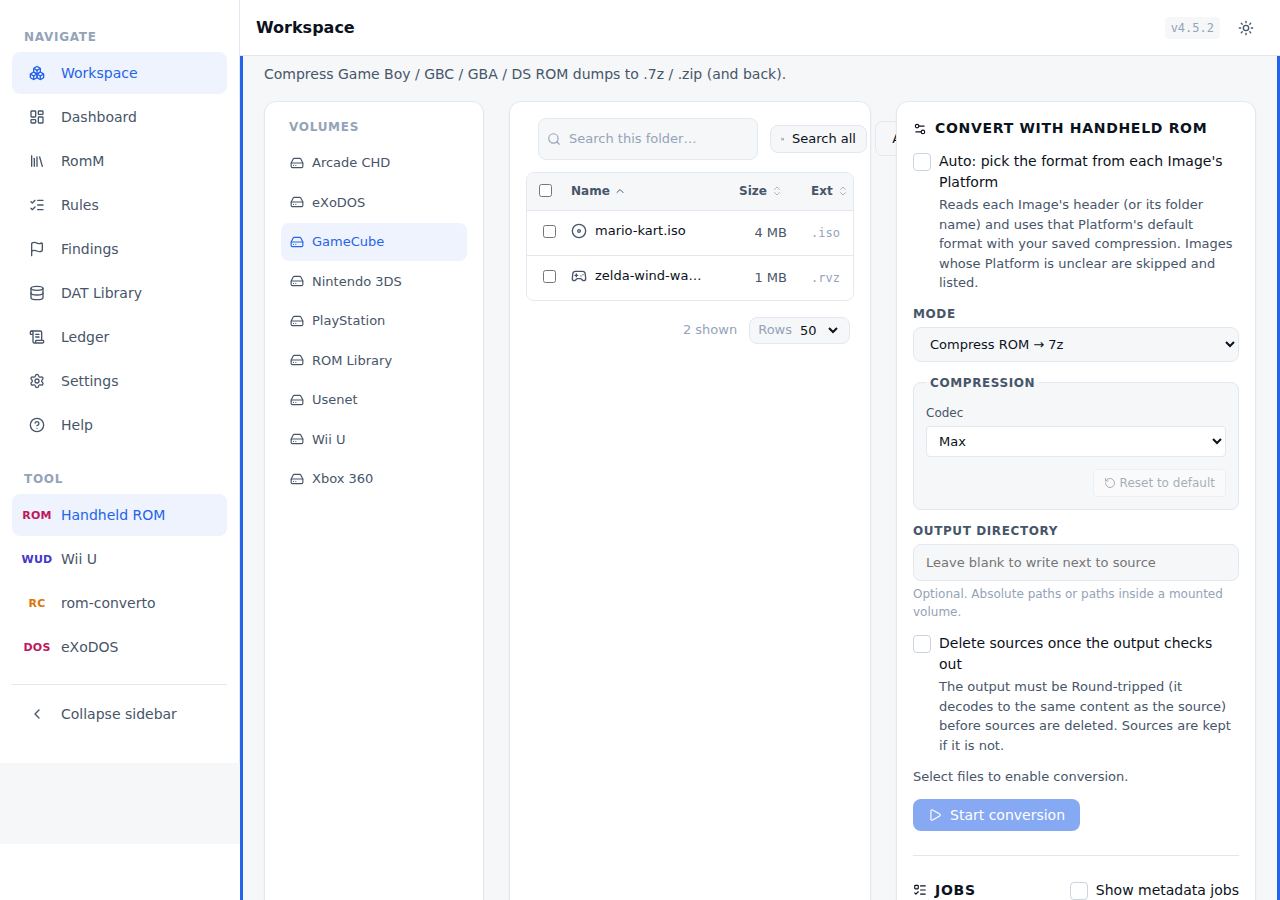 NAVIGATE
Workspace
Dashboard
RomM
Rules
Findings
DAT Library
Ledger
Settings
Help
TOOL
ROM Handheld ROM
WUD Wii U
RC rom-converto
DOS eXoDOS
Collapse sidebar
Workspace
v4.5.2
Compress Game Boy / GBC / GBA / DS ROM dumps to .7z / .zip (and back).
VOLUMES
Arcade CHD
eXoDOS
GameCube
Nintendo 3DS
PlayStation
ROM Library
Usenet
Wii U
Xbox 360
Search this folder…
Search all
Name Size Ext
mario-kart.iso 4 MB .iso
zelda-wind-wa… 1 MB .rvz
2 shown Rows 50
CONVERT WITH HANDHELD ROM
Auto: pick the format from each Image's
Platform
Reads each Image's header (or its folder
name) and uses that Platform's default
format with your saved compression. Images
whose Platform is unclear are skipped and
listed.
MODE
Compress ROM → 7z
COMPRESSION
Codec
Max
Reset to default
OUTPUT DIRECTORY
Leave blank to write next to source
Optional. Absolute paths or paths inside a mounted
volume.
Delete sources once the output checks
out
The output must be Round-tripped (it
decodes to the same content as the source)
before sources are deleted. Sources are kept
if it is not.
Select files to enable conversion.
Start conversion
JOBS
Show metadata jobs